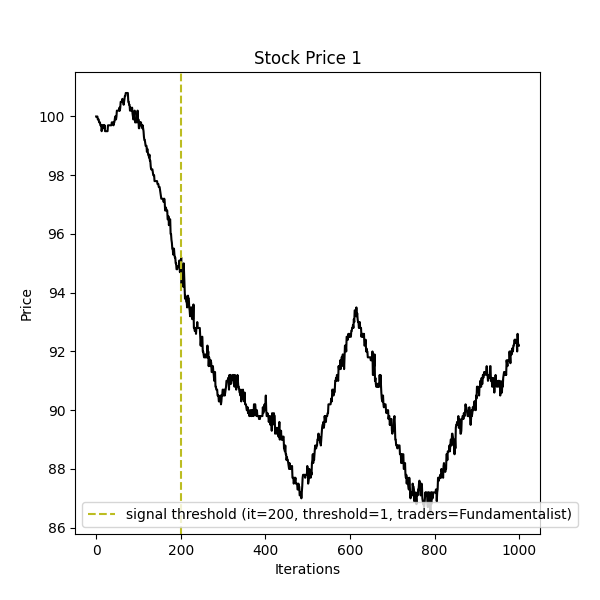 Stock Price 1
100
98
96
94
92
90
88
86
Price
signal threshold (it=200, threshold=1, traders=Fundamentalist)
0 200 400 600 800 1000
Iterations